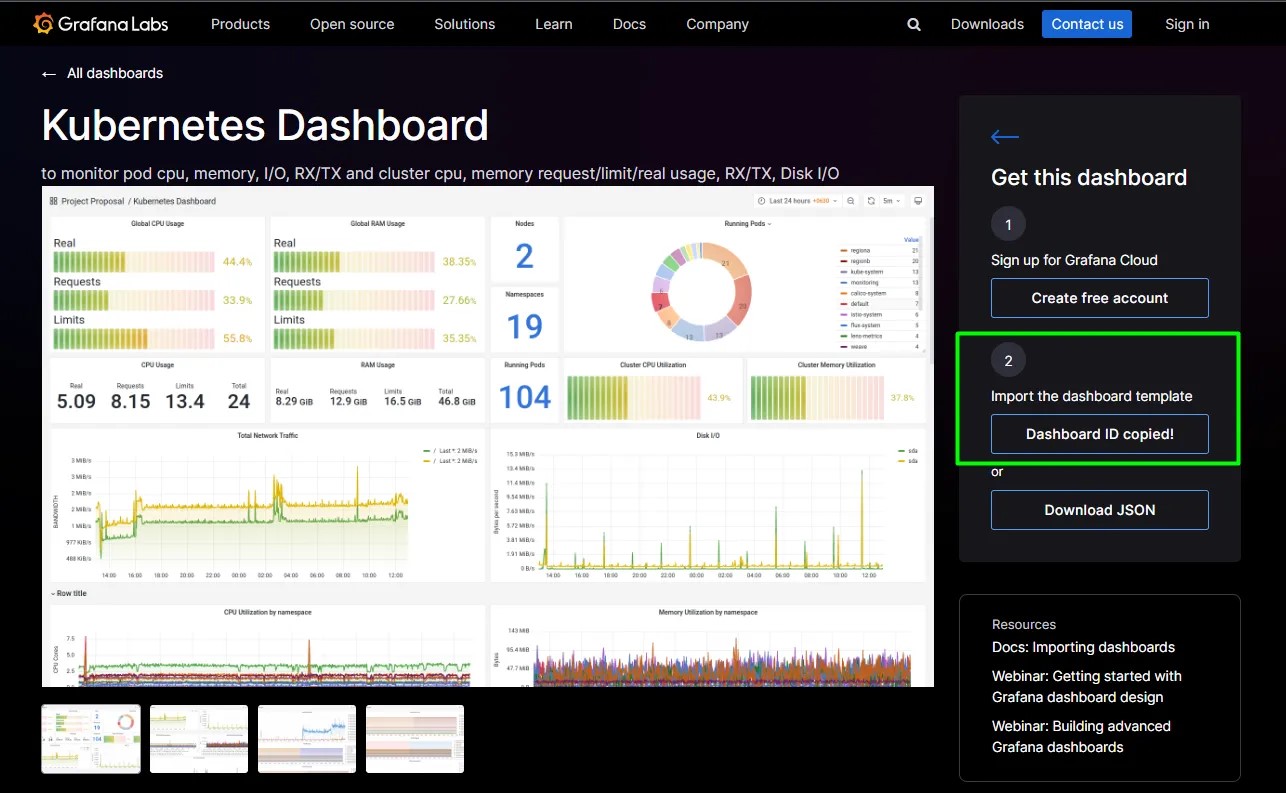 Grafana Labs Products Open source Solutions Learn Docs Company Downloads Contact us Sign in
← All dashboards
Kubernetes Dashboard
to monitor pod cpu, memory, I/O, RX/TX and cluster cpu, memory request/limit/real usage, RX/TX, Disk I/O
Project Proposal / Kubernetes Dashboard Last 24 hours +0630 5m
Global CPU Usage
Real
44.4%
Requests
33.9%
Limits
55.8%
Global RAM Usage
Real
38.35%
Requests
27.66%
Limits
35.35%
Nodes
2
Namespaces
19
Running Pods
Value
regiona 21
regionb 20
kube-system 13
monitoring 13
calico-system 8
default 7
istio-system 6
flux-system 5
lens-metrics 4
weave 4
CPU Usage
Real Requests Limits Total
5.09 8.15 13.4 24
RAM Usage
Real Requests Limits Total
8.29 GiB 12.9 GiB 16.5 GiB 46.8 GiB
Running Pods
104
Cluster CPU Utilization
43.9%
Cluster Memory Utilization
37.8%
Total Network Traffic
/ Last *: 2 MiB/s
/ Last *: 2 MiB/s
BANDWIDTH
3 MiB/s
3 MiB/s
2 MiB/s
2 MiB/s
1 MiB/s
977 KiB/s
488 KiB/s
14:00 16:00 18:00 20:00 22:00 00:00 02:00 04:00 06:00 08:00 10:00 12:00
Disk I/O
sda
sda
Bytes per second
15.3 MiB/s
13.4 MiB/s
11.4 MiB/s
9.54 MiB/s
7.63 MiB/s
5.72 MiB/s
3.81 MiB/s
1.91 MiB/s
0 B/s
14:00 16:00 18:00 20:00 22:00 00:00 02:00 04:00 06:00 08:00 10:00 12:00
Row title
CPU Utilization by namespace
CPU Cores
7.5
5.0
2.5
Memory Utilization by namespace
Bytes
143 MiB
95.4 MiB
47.7 MiB
Get this dashboard
1
Sign up for Grafana Cloud
Create free account
2
Import the dashboard template
Dashboard ID copied!
or
Download JSON
Resources
Docs: Importing dashboards
Webinar: Getting started with
Grafana dashboard design
Webinar: Building advanced
Grafana dashboards